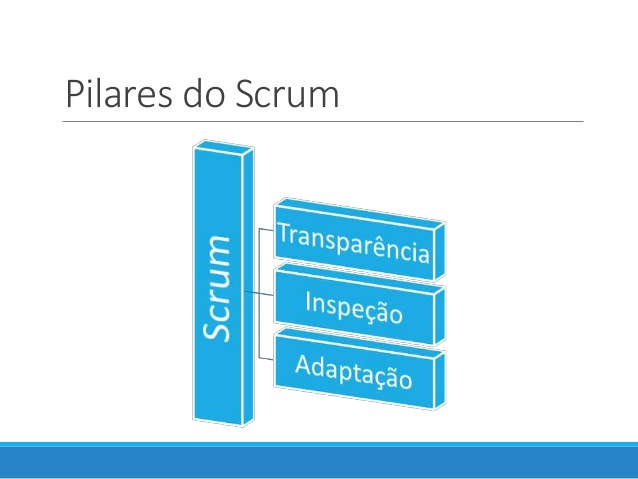 Pilares do Scrum
Scrum
Transparência
Inspeção
Adaptação